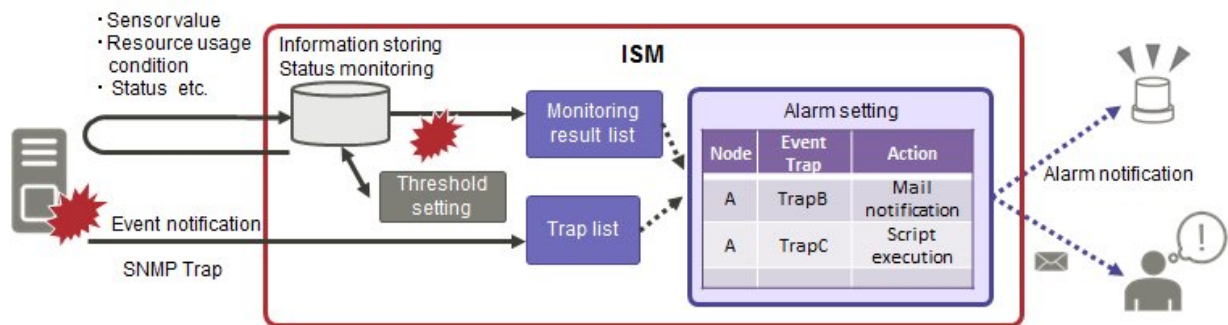 ・Sensor value
・Resource usage
condition
・Status etc.
Information storing
Status monitoring
ISM
Monitoring
result list
Threshold
setting
Event notification
SNMP Trap
Trap list
Alarm setting
Node Event Trap Action
A TrapB Mail notification
A TrapC Script execution
Alarm notification
!